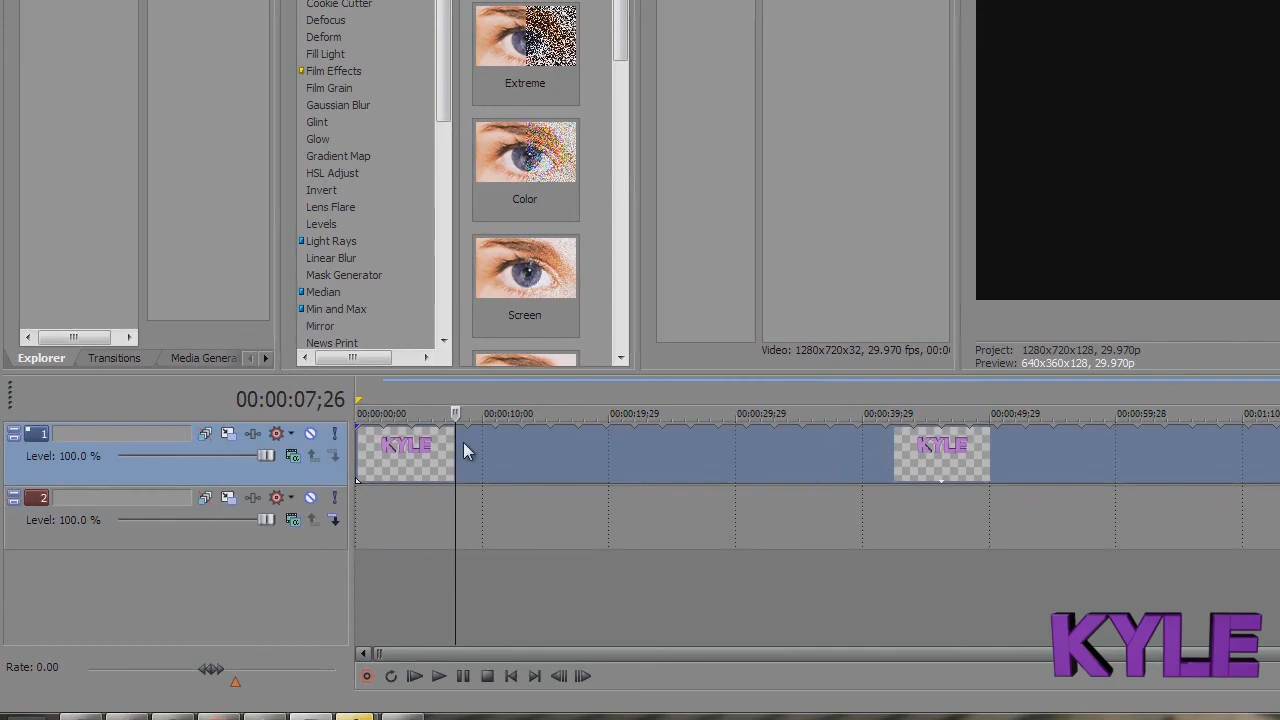 Cookie Cutter
Defocus
Deform
Fill Light
Film Effects
Film Grain
Gaussian Blur
Glint
Glow
Gradient Map
HSL Adjust
Invert
Lens Flare
Levels
Light Rays
Linear Blur
Mask Generator
Median
Min and Max
Mirror
News Print
Extreme
Color
Screen
Explorer
Transitions
Media Genera
Video: 1280x720x32, 29.970 fps, 00:0
Project: 1280x720x128, 29.970p
Preview: 640x360x128, 29.970p
00:00:07;26
00:00:00;00
00:00:10;00
00:00:19;29
00:00:29;29
00:00:39;29
00:00:49;29
00:00:59;28
00:01:10
1
KYLE
KYLE
Level: 100.0 %
2
Level: 100.0 %
KYLE
Rate: 0.00